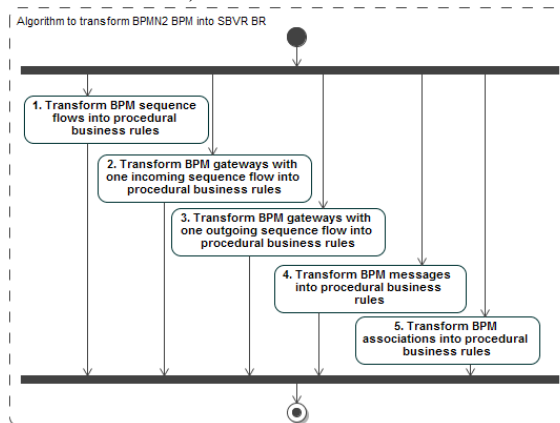 Algorithm to transform BPMN2 BPM into SBVR BR
1. Transform BPM sequence
flows into procedural
business rules
2. Transform BPM gateways with
one incoming sequence flow into
procedural business rules
3. Transform BPM gateways with
one outgoing sequence flow into
procedural business rules
4. Transform BPM messages
into procedural business
rules
5. Transform BPM
associations into procedural
business rules